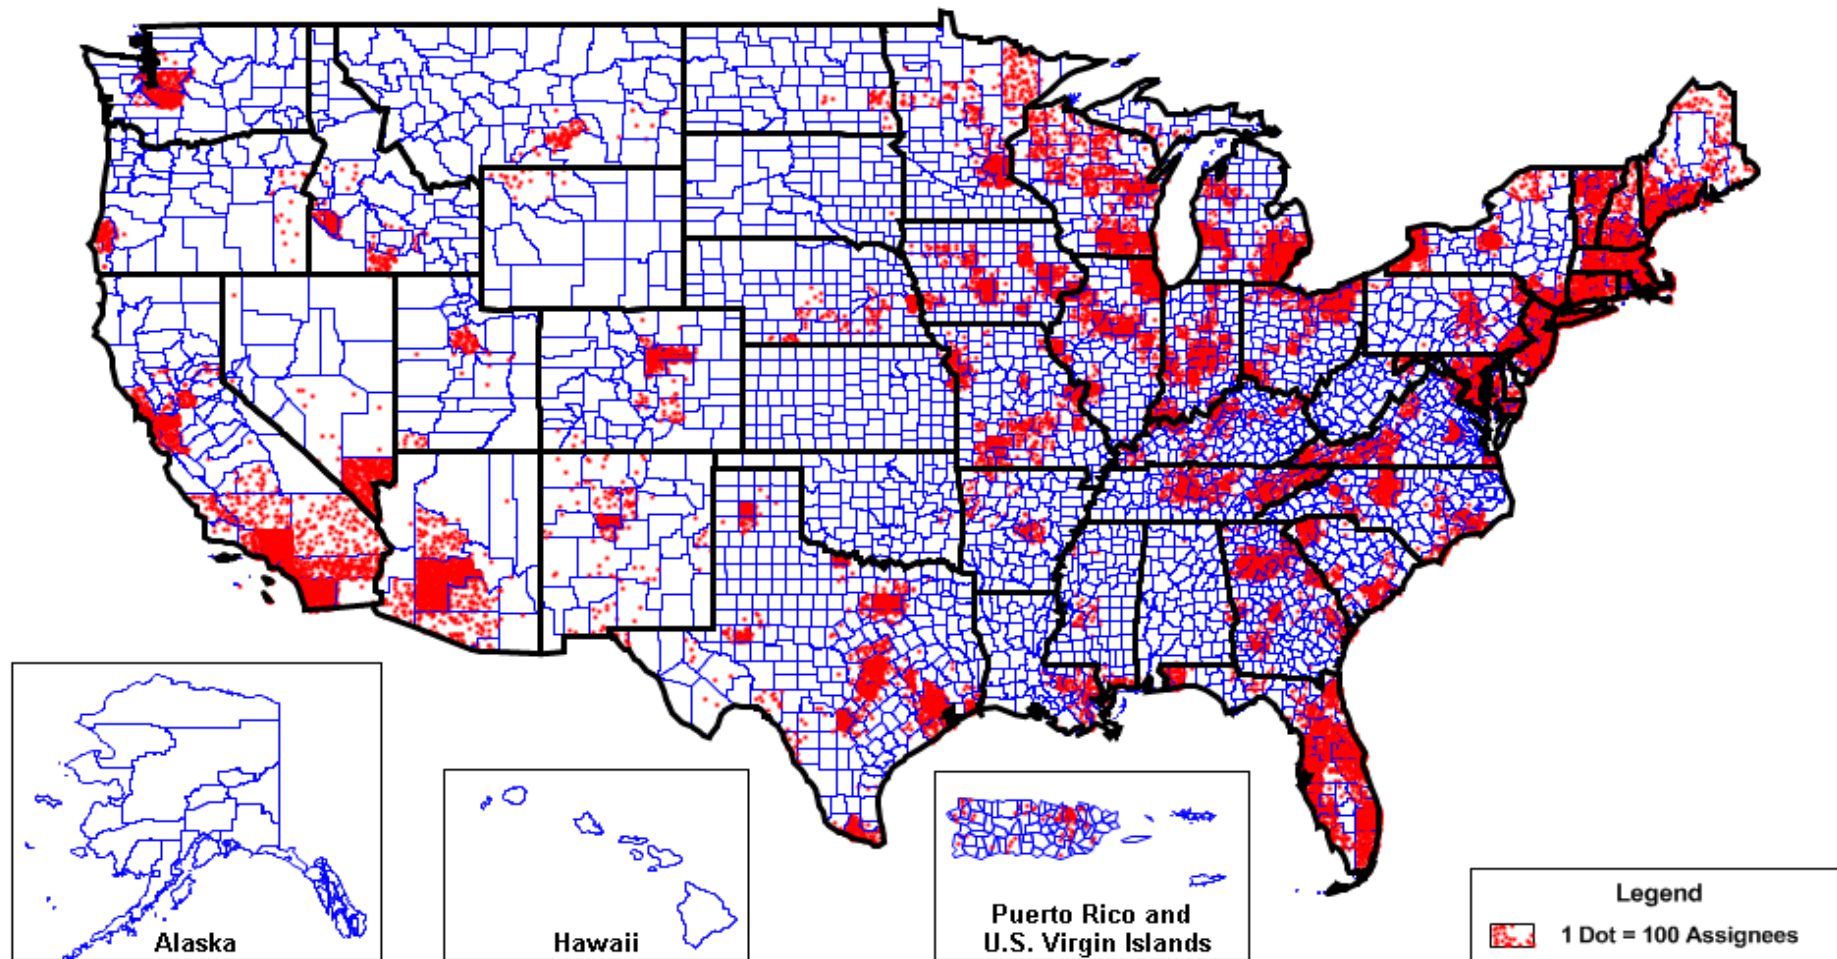 Alaska
Hawaii
Puerto Rico and
U.S. Virgin Islands
Legend
1 Dot = 100 Assignees